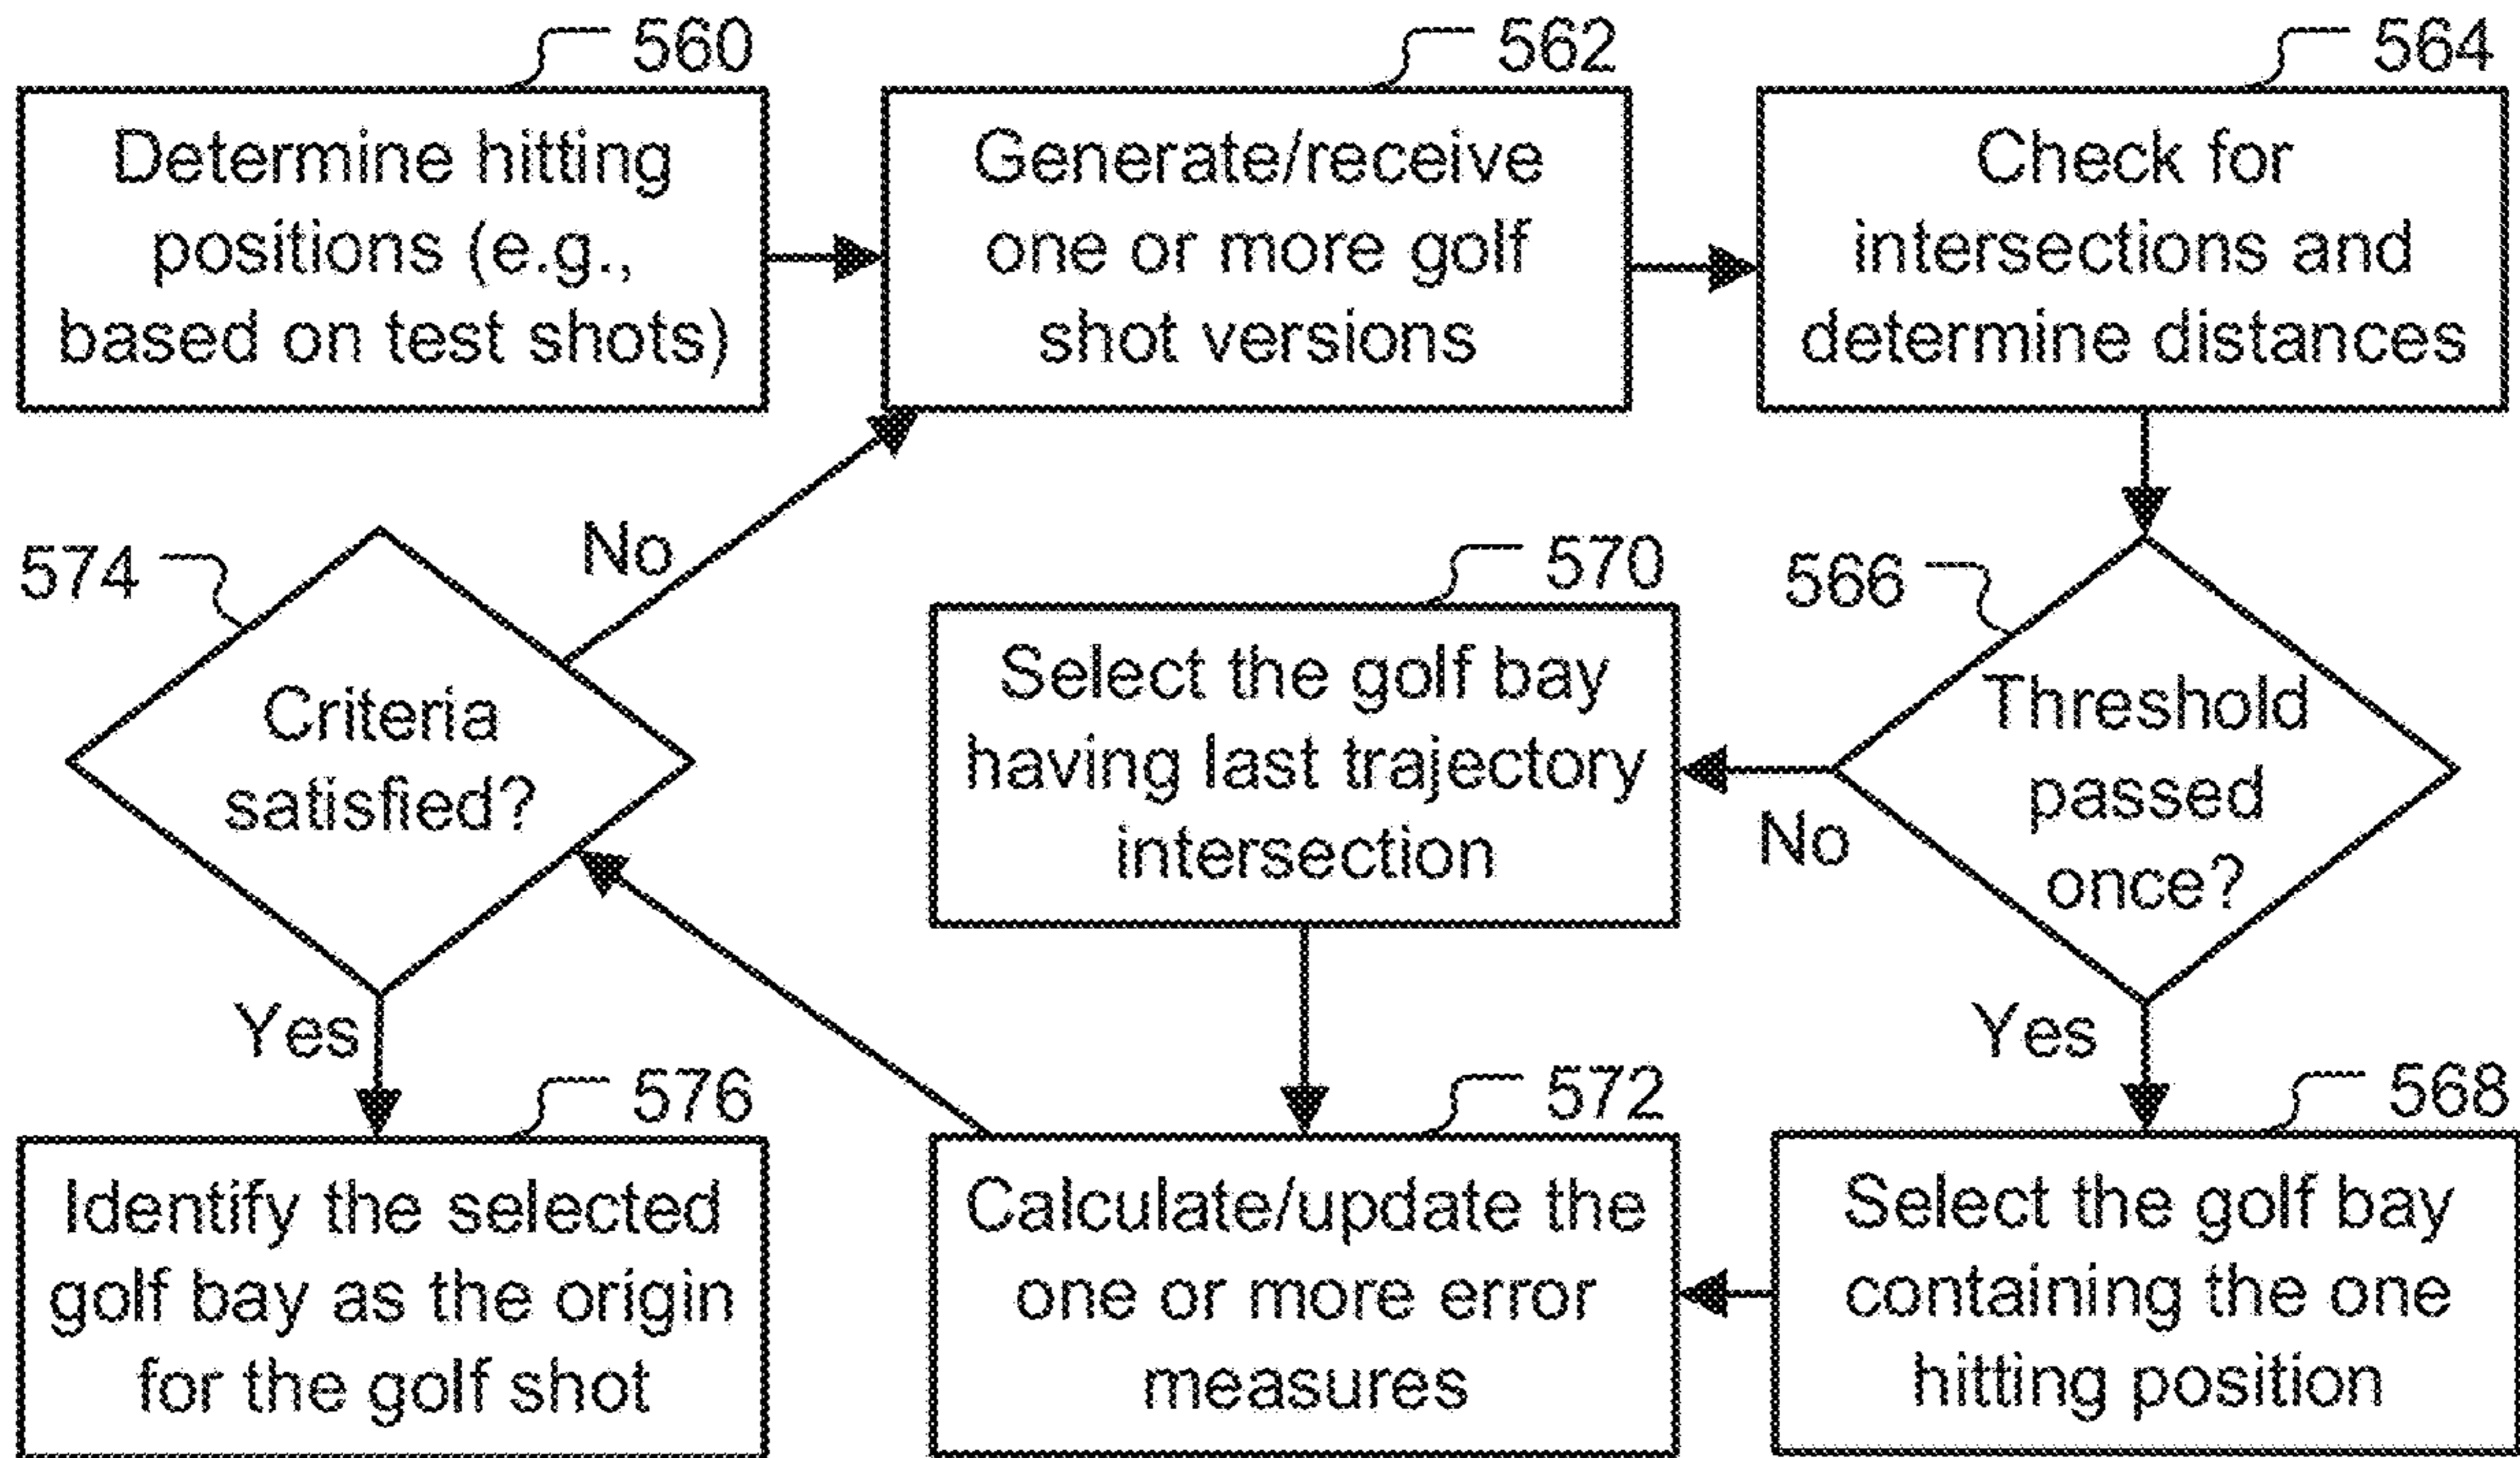 560
Determine hitting
positions (e.g.,
based on test shots)
562
Generate/receive
one or more golf
shot versions
564
Check for
intersections and
determine distances
566
Threshold
passed
once?
No
Yes
570
Select the golf bay
having last trajectory
intersection
568
Select the golf bay
containing the one
hitting position
572
Calculate/update the
one or more error
measures
574
Criteria
satisfied?
No
Yes
576
Identify the selected
golf bay as the origin
for the golf shot